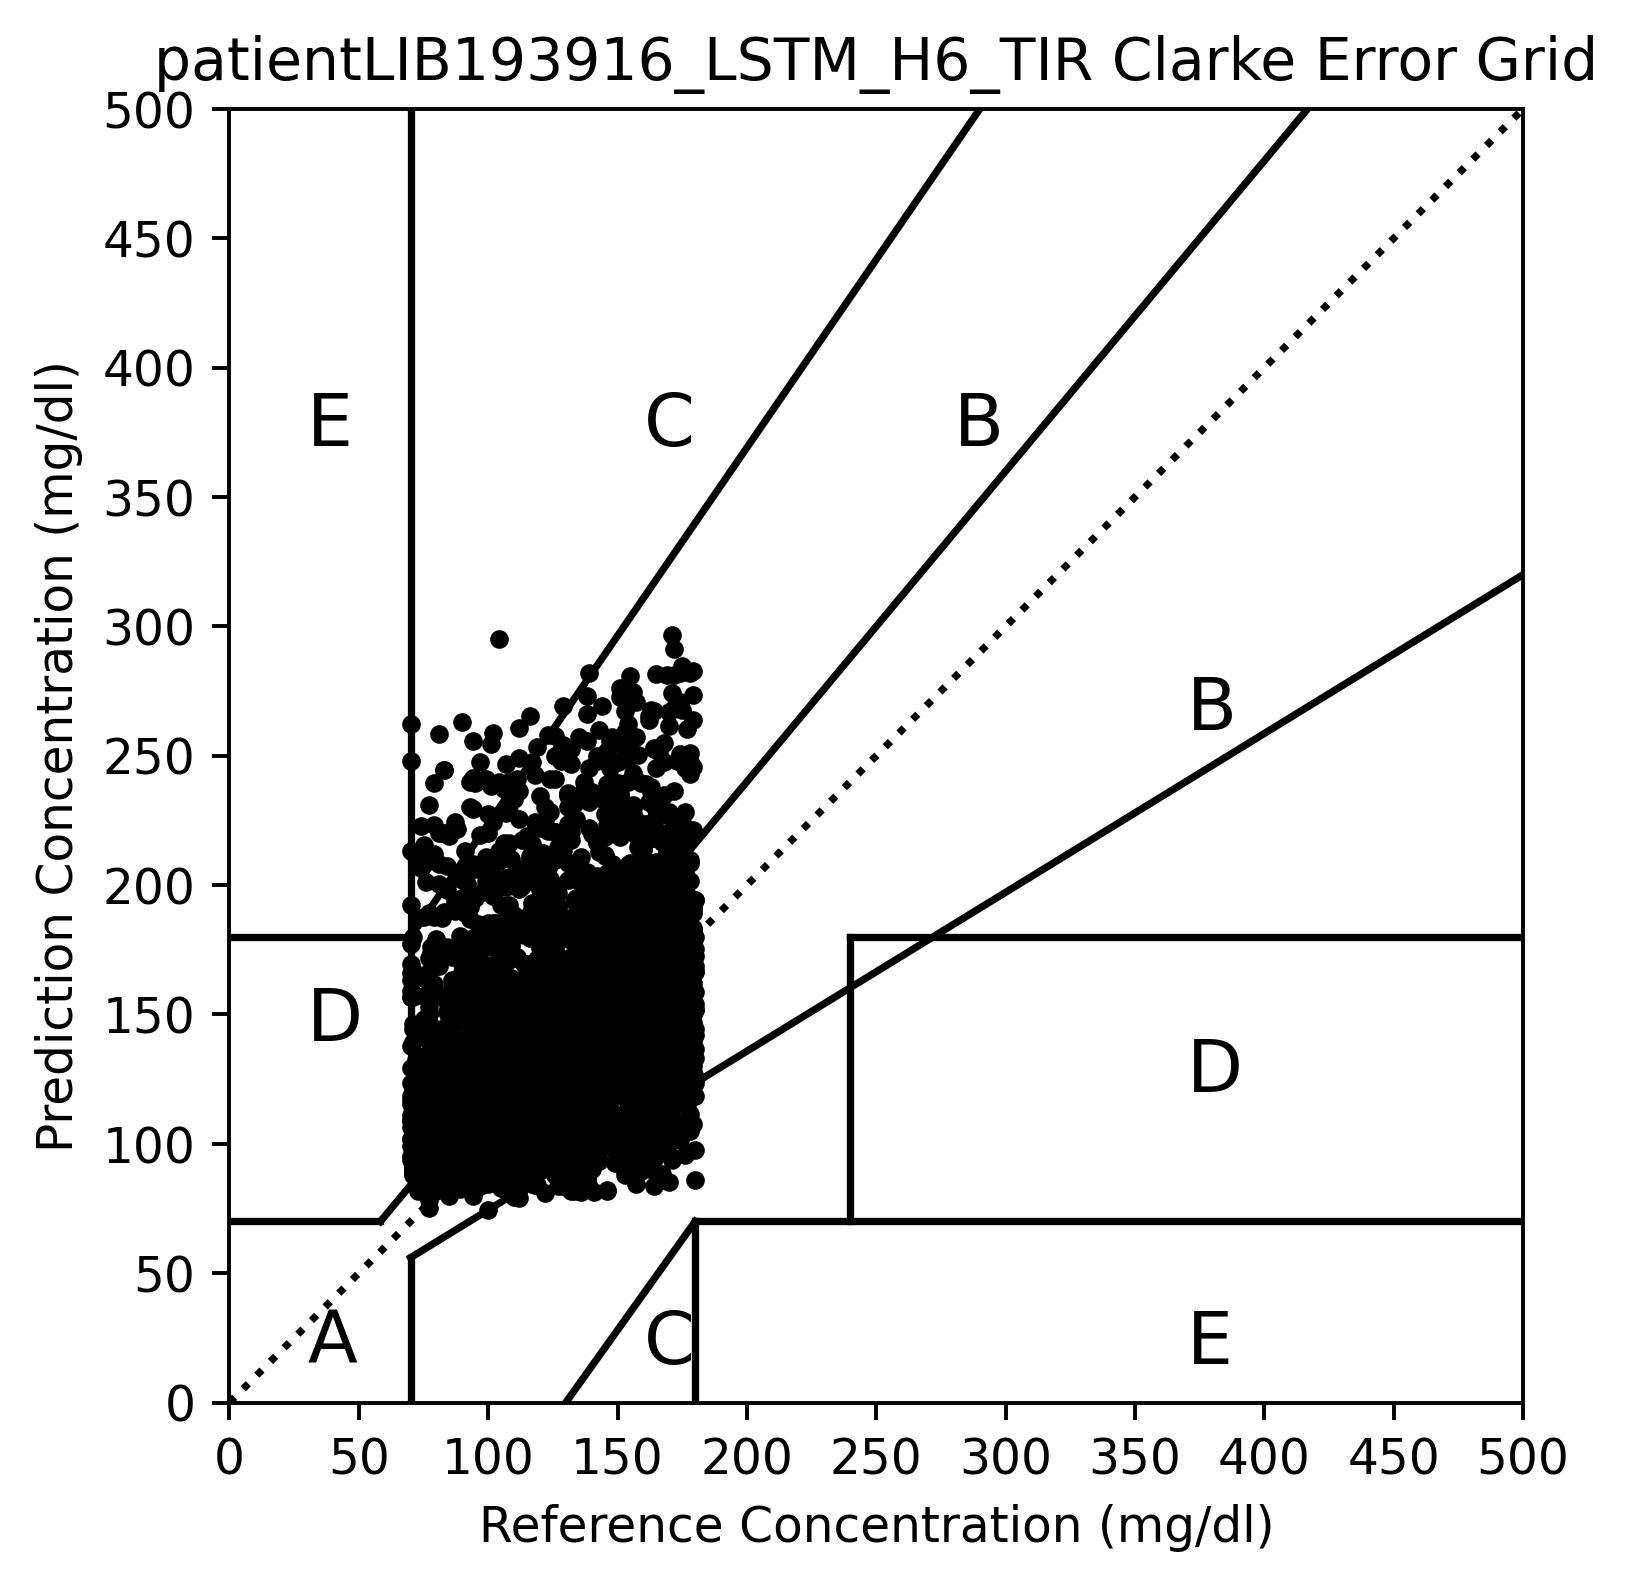 patientLIB193916_LSTM_H6_TIR Clarke Error Grid
500
450
400
350
300
250
200
150
100
50
0
Prediction Concentration (mg/dl)
E
C
B
B
D
D
A
C
E
0 50 100 150 200 250 300 350 400 450 500
Reference Concentration (mg/dl)